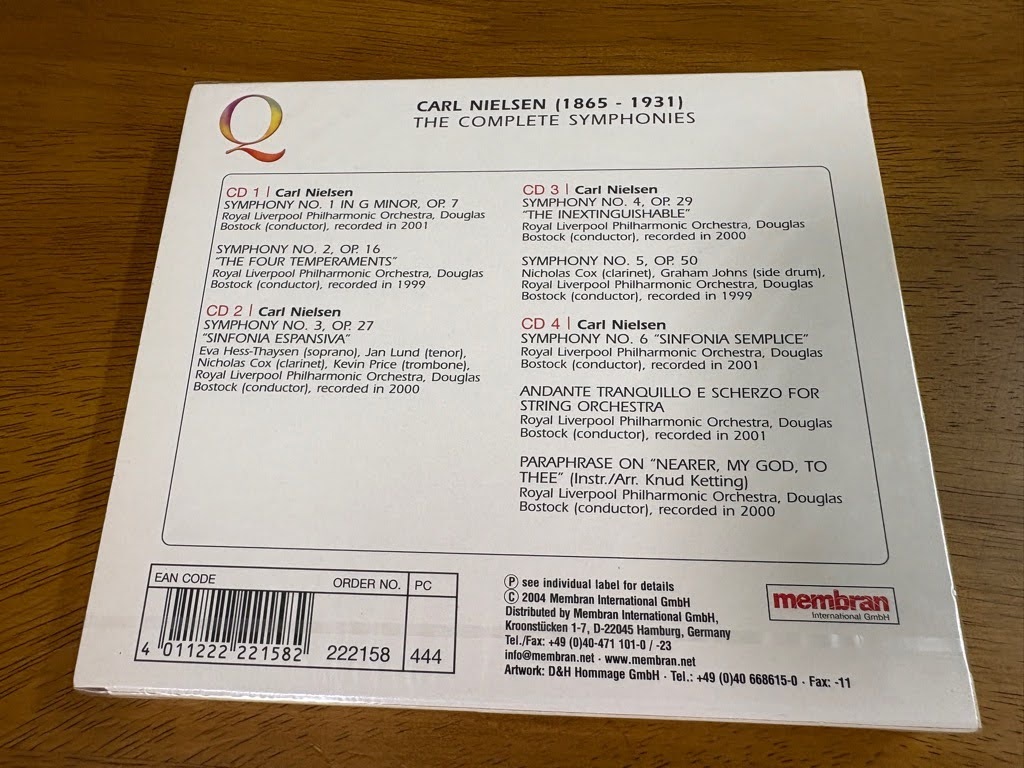 Q
CARL NIELSEN (1865 - 1931)
THE COMPLETE SYMPHONIES
CD 1 | Carl Nielsen
SYMPHONY NO. 1 IN G MINOR, OP. 7
Royal Liverpool Philharmonic Orchestra, Douglas
Bostock (conductor), recorded in 2001
SYMPHONY NO. 2, OP. 16
"THE FOUR TEMPERAMENTS"
Royal Liverpool Philharmonic Orchestra, Douglas
Bostock (conductor), recorded in 1999
CD 2 | Carl Nielsen
SYMPHONY NO. 3, OP. 27
"SINFONIA ESPANSIVA"
Eva Hess-Thaysen (soprano), Jan Lund (tenor),
Nicholas Cox (clarinet), Kevin Price (trombone),
Royal Liverpool Philharmonic Orchestra, Douglas
Bostock (conductor), recorded in 2000
CD 3 | Carl Nielsen
SYMPHONY NO. 4, OP. 29
"THE INEXTINGUISHABLE"
Royal Liverpool Philharmonic Orchestra, Douglas
Bostock (conductor), recorded in 2000
SYMPHONY NO. 5, OP. 50
Nicholas Cox (clarinet), Graham Johns (side drum),
Royal Liverpool Philharmonic Orchestra, Douglas
Bostock (conductor), recorded in 1999
CD 4 | Carl Nielsen
SYMPHONY NO. 6 "SINFONIA SEMPLICE"
Royal Liverpool Philharmonic Orchestra, Douglas
Bostock (conductor), recorded in 2001
ANDANTE TRANQUILLO E SCHERZO FOR
STRING ORCHESTRA
Royal Liverpool Philharmonic Orchestra, Douglas
Bostock (conductor), recorded in 2001
PARAPHRASE ON "NEARER, MY GOD, TO
THEE" (Instr./Arr. Knud Ketting)
Royal Liverpool Philharmonic Orchestra, Douglas
Bostock (conductor), recorded in 2000
EAN CODE ORDER NO. PC
4 011222 221582 222158 444
Ⓟ see individual label for details
© 2004 Membran International GmbH
Distributed by Membran International GmbH,
Kroonstücken 1-7, D-22045 Hamburg, Germany
Tel./Fax: +49 (0)40-471 101-0 / -23
info@membran.net · www.membran.net
Artwork: D&H Hommage GmbH · Tel.: +49 (0)40 668615-0 · Fax: -11
membran
International GmbH